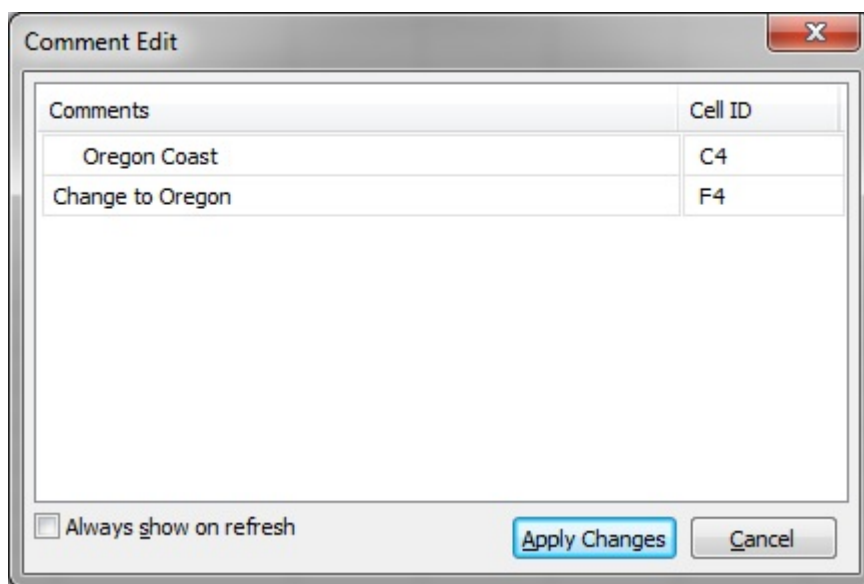 Comment Edit
X
Comments Cell ID
Oregon Coast C4
Change to Oregon F4
Always show on refresh Apply Changes Cancel